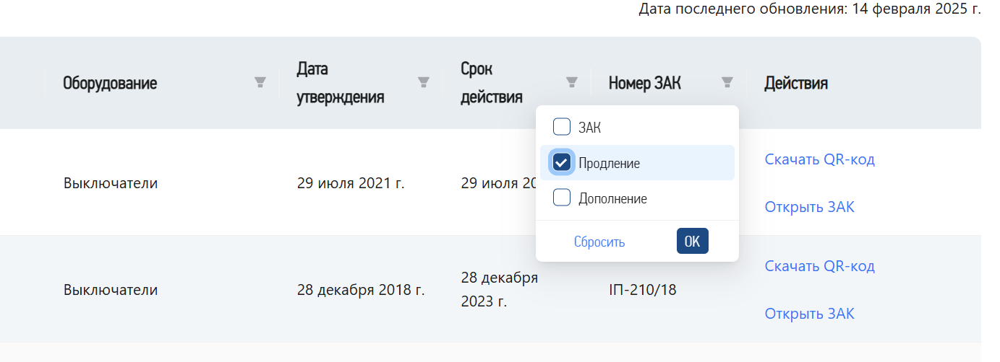 Дата последнего обновления: 14 февраля 2025 г.
Оборудование
Дата
утверждения
Срок
действия
Номер ЗАК
Действия
ЗАК
Продление
Дополнение
Сбросить
OK
Выключатели
29 июля 2021 г.
29 июля 20
Скачать QR-код
Открыть ЗАК
Выключатели
28 декабря 2018 г.
28 декабря
2023 г.
IП-210/18
Скачать QR-код
Открыть ЗАК